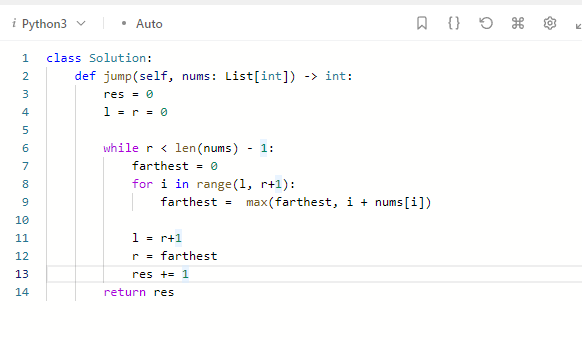 i Python3 • Auto {}
1 class Solution:
2     def jump(self, nums: List[int]) -> int:
3         res = 0
4         l = r = 0
5
6         while r < len(nums) - 1:
7             farthest = 0
8             for i in range(l, r+1):
9                 farthest =  max(farthest, i + nums[i])
10
11             l = r+1
12             r = farthest
13             res += 1
14         return res